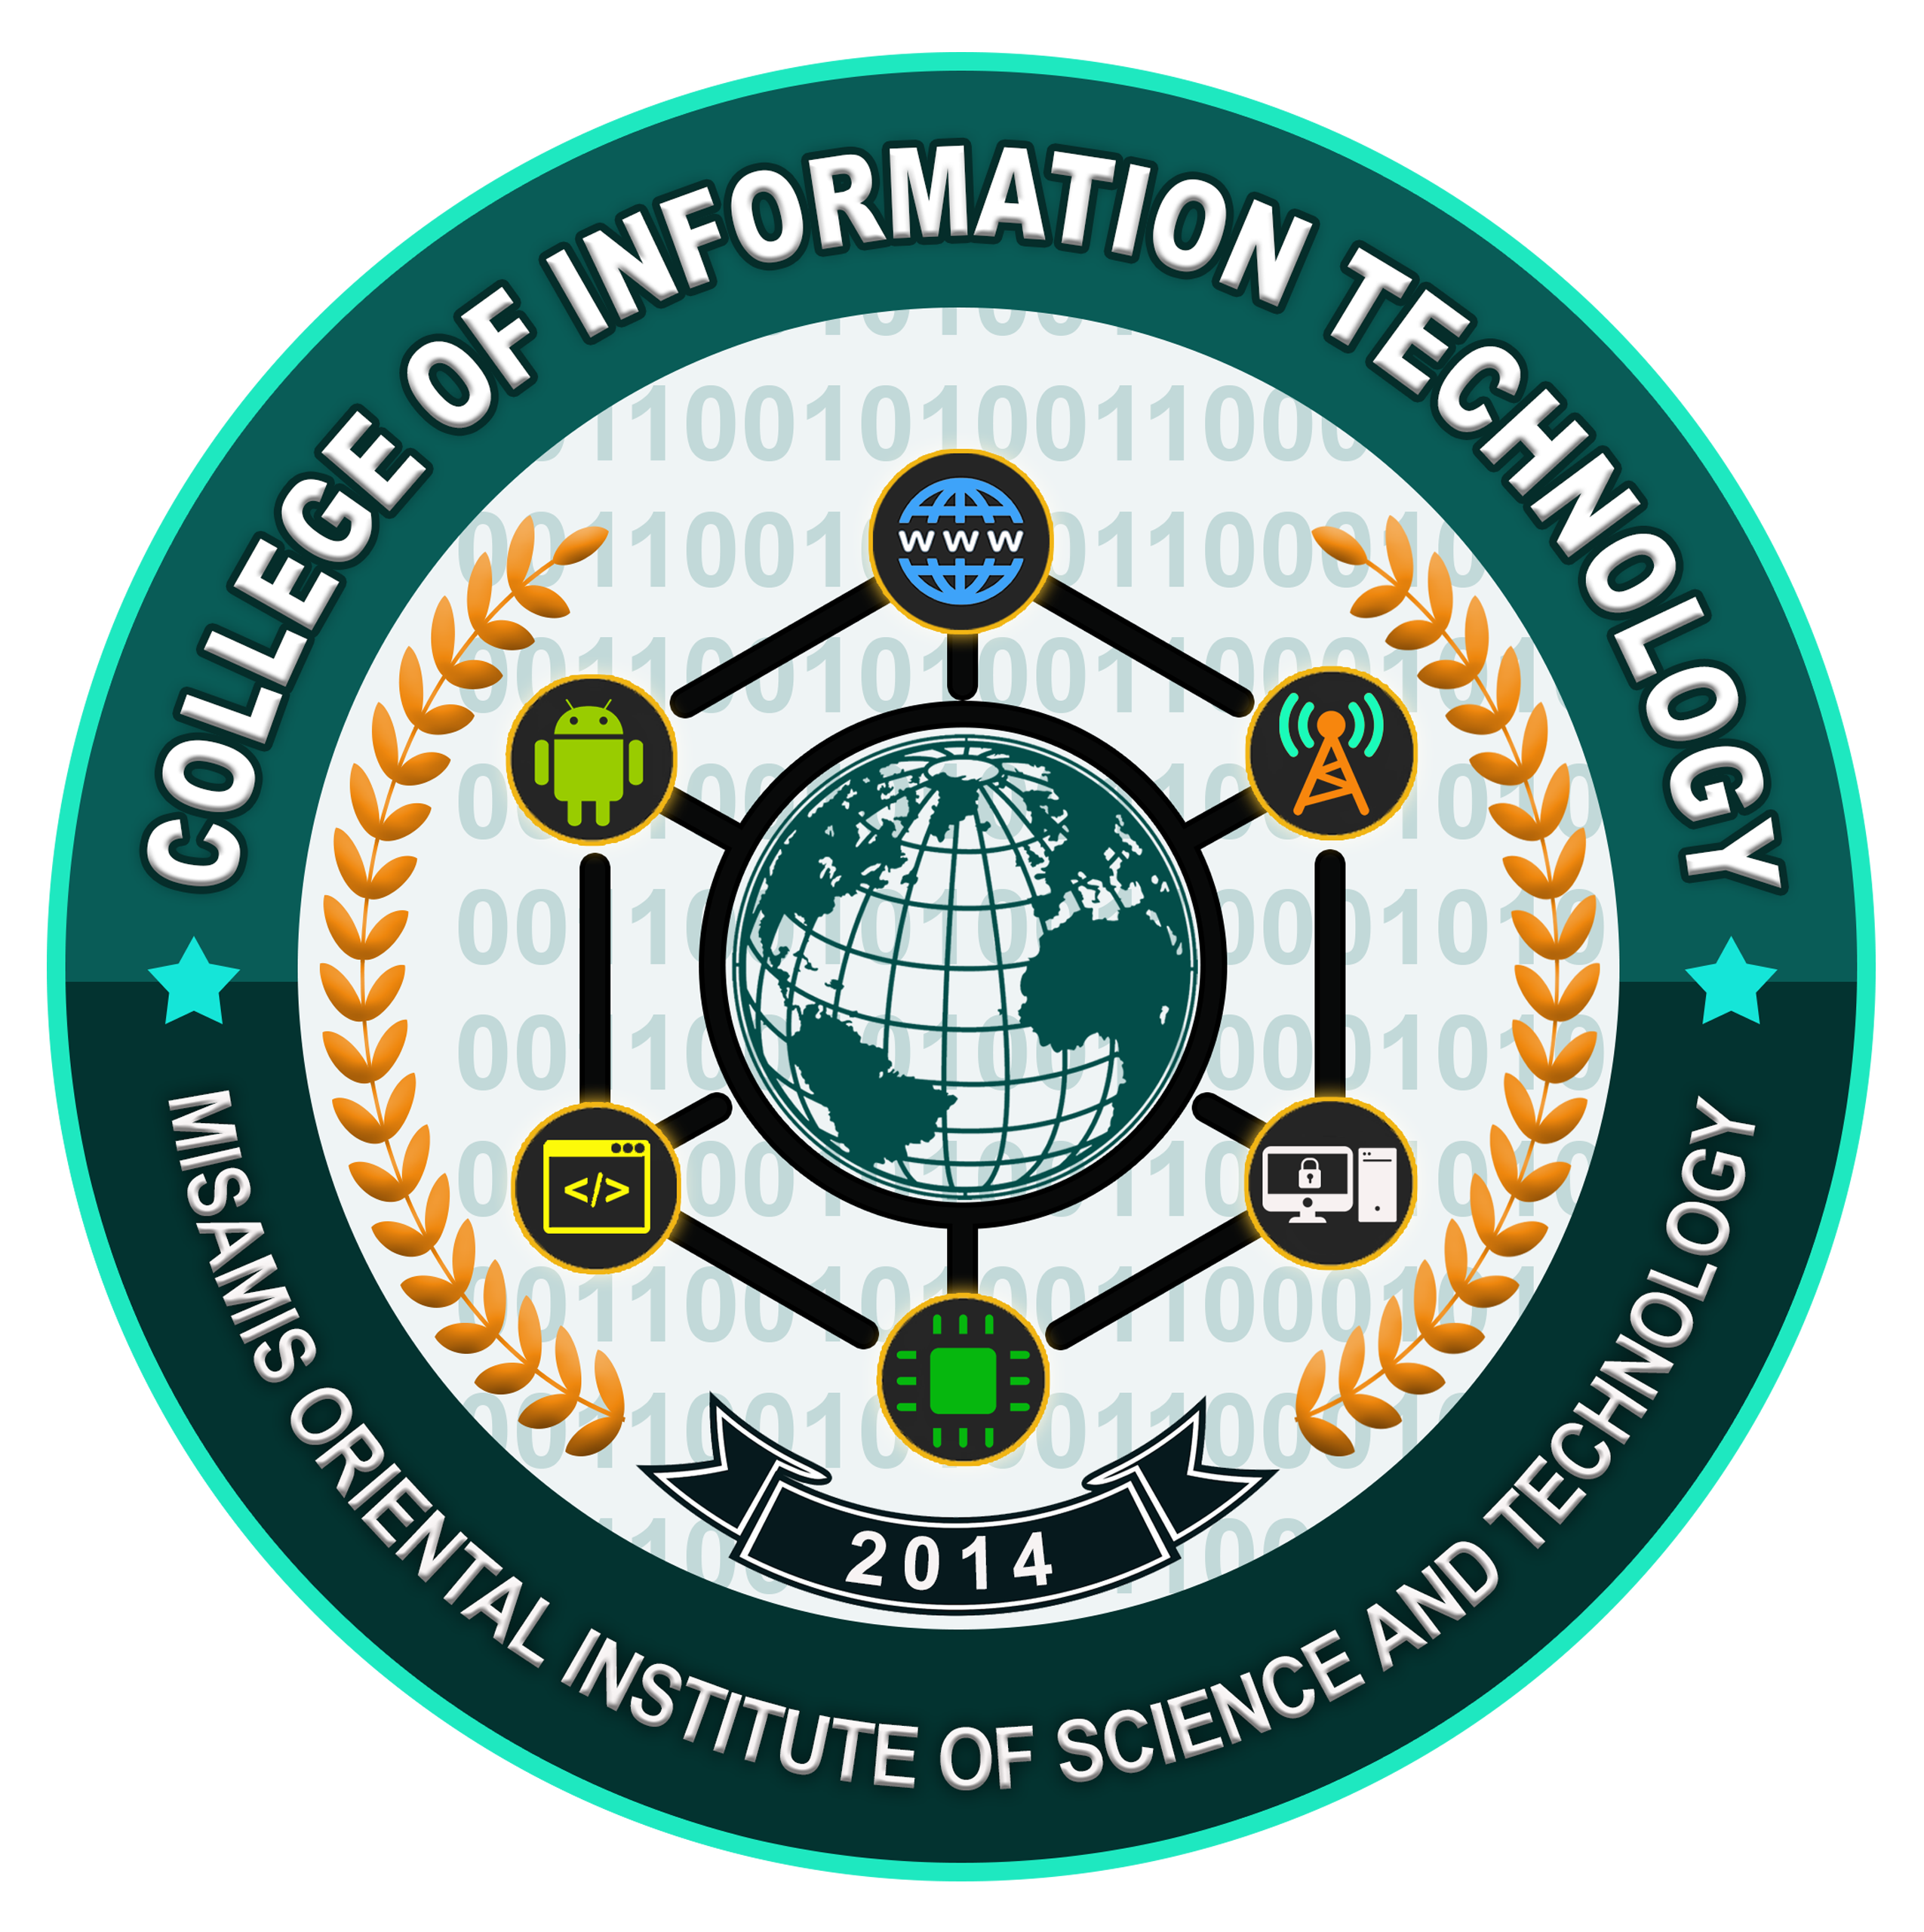 COLLEGE OF INFORMATION TECHNOLOGY
WWW
</>
2014
MISAMIS ORIENTAL INSTITUTE OF SCIENCE AND TECHNOLOGY